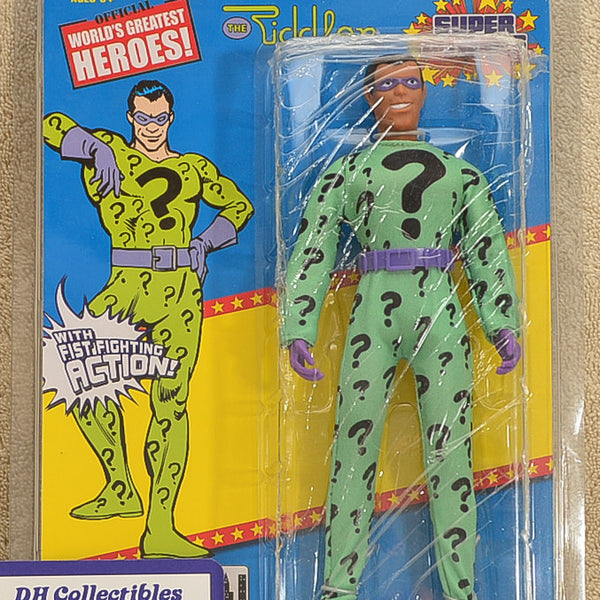 OFFICIAL
WORLD'S GREATEST
HEROES!
THE Riddler
SUPER
WITH
FIST FIGHTING
ACTION!
DH Collectibles